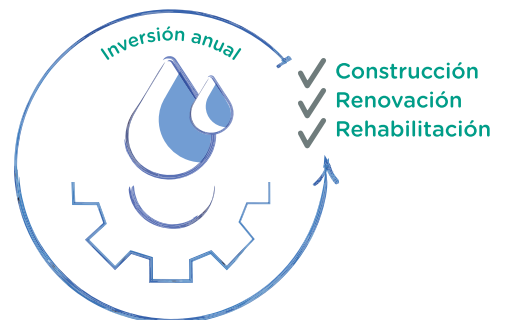 Inversión anual
Construcción
Renovación
Rehabilitación